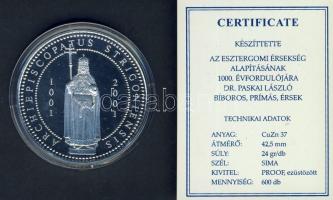 ARCHIEPISCOPATUS STRIGONIENSIS
1001
2001
CERTIFICATE
KÉSZÍTTETTE
AZ ESZTERGOMI ÉRSEKSÉG
ALAPÍTÁSÁNAK
1000. ÉVFORDULÓJÁRA
DR. PASKAI LÁSZLÓ
BÍBOROS, PRÍMÁS, ÉRSEK
TECHNIKAI ADATOK
ANYAG: CuZn 37
ÁTMÉRŐ: 42,5 mm
SÚLY: 24 gr/db
SZÉL: SIMA
KIVITEL: PROOF, ezüstözött
MENNYISÉG: 600 db